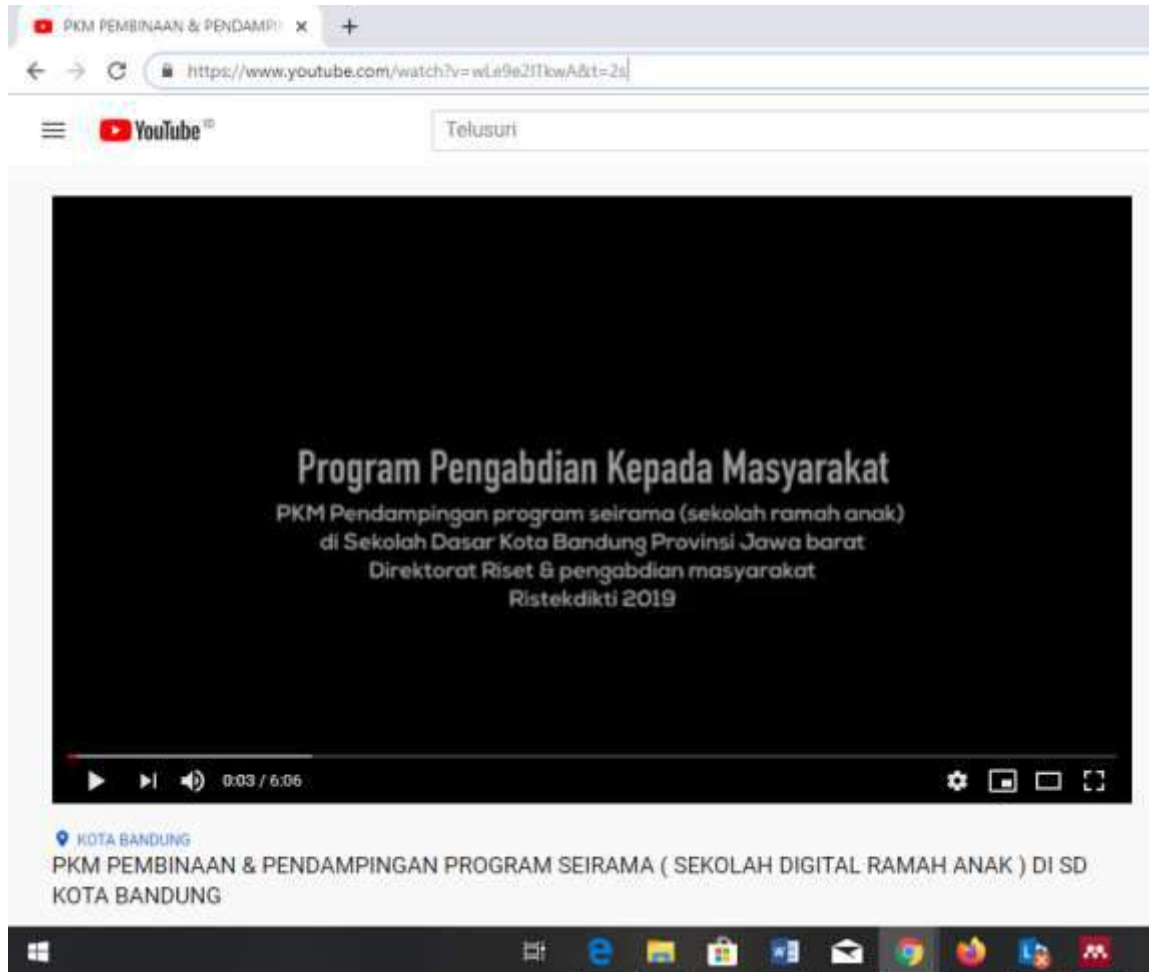 PKM PEMBINAAN & PENDAMPI
https://www.youtube.com/watch?v=wLe9e2ITkwA&t=2s
YouTube ID
Telusuri
Program Pengabdian Kepada Masyarakat
PKM Pendampingan program seirama (sekolah ramah anak)
di Sekolah Dasar Kota Bandung Provinsi Jawa barat
Direktorat Riset & pengabdian masyarakat
Ristekdikti 2019
0:03 / 6:06
KOTA BANDUNG
PKM PEMBINAAN & PENDAMPINGAN PROGRAM SEIRAMA ( SEKOLAH DIGITAL RAMAH ANAK ) DI SD
KOTA BANDUNG